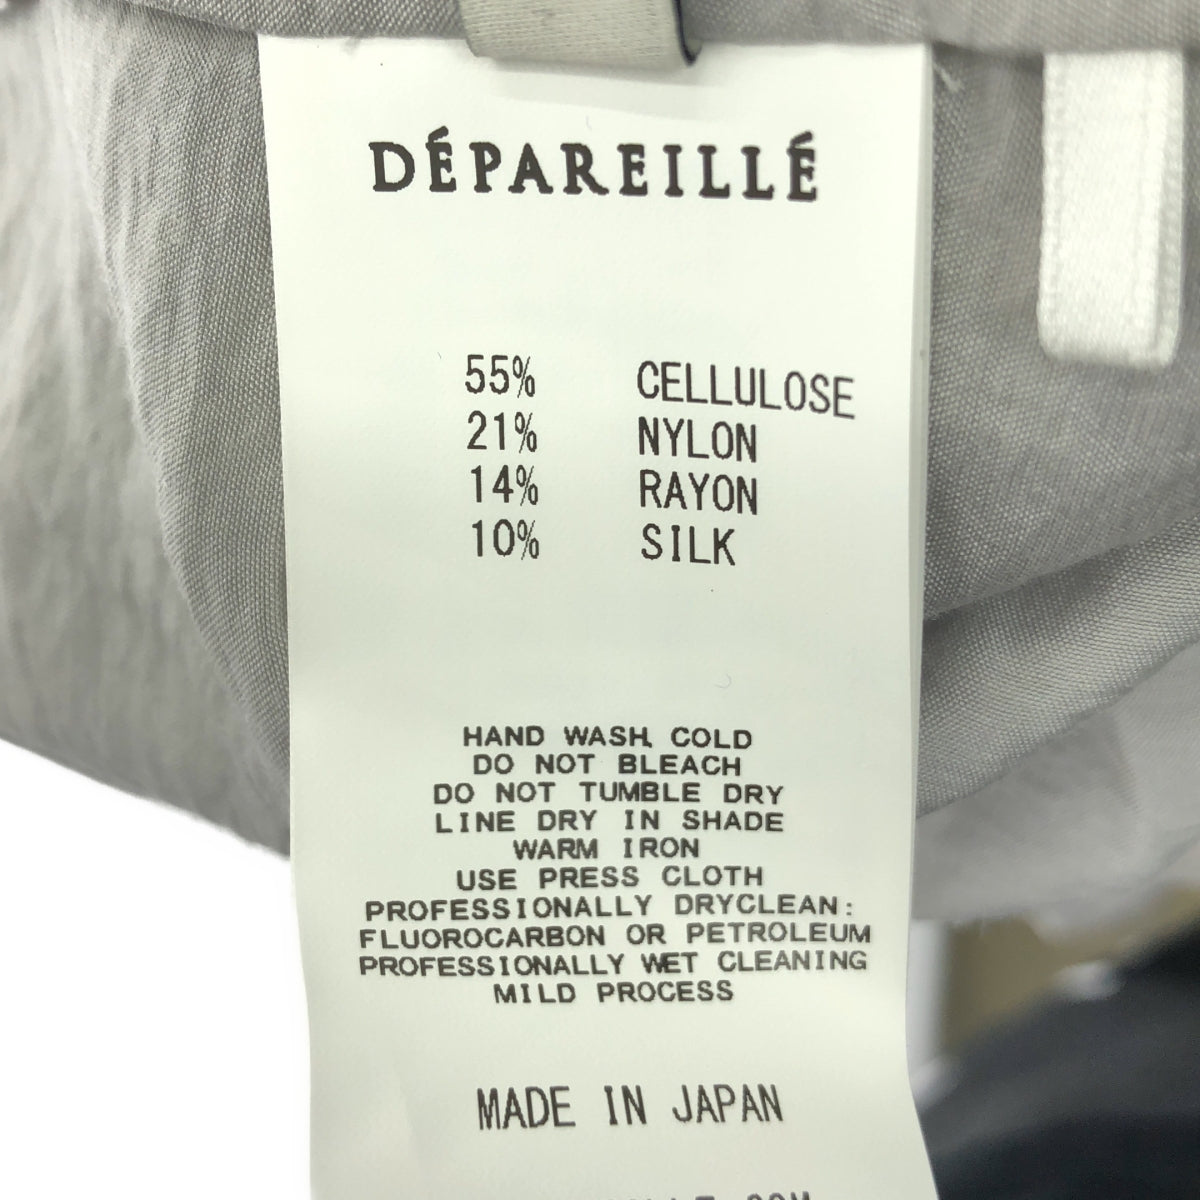 DÉPAREILLÉ
55% CELLULOSE
21% NYLON
14% RAYON
10% SILK
HAND WASH COLD
DO NOT BLEACH
DO NOT TUMBLE DRY
LINE DRY IN SHADE
WARM IRON
USE PRESS CLOTH
PROFESSIONALLY DRYCLEAN:
FLUOROCARBON OR PETROLEUM
PROFESSIONALLY WET CLEANING
MILD PROCESS
MADE IN JAPAN